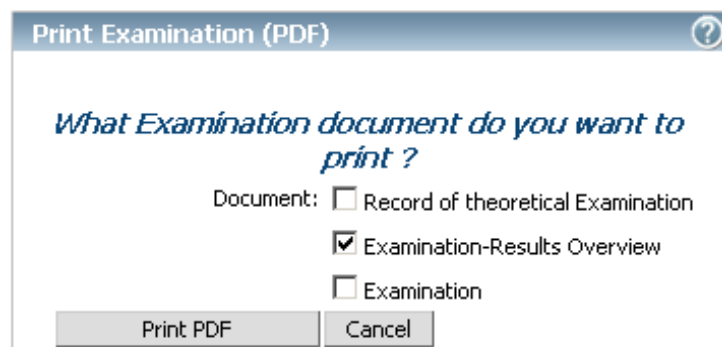 Print Examination (PDF) ?
What Examination document do you want to
print ?
Document: Record of theoretical Examination
Examination-Results Overview
Examination
Print PDF Cancel